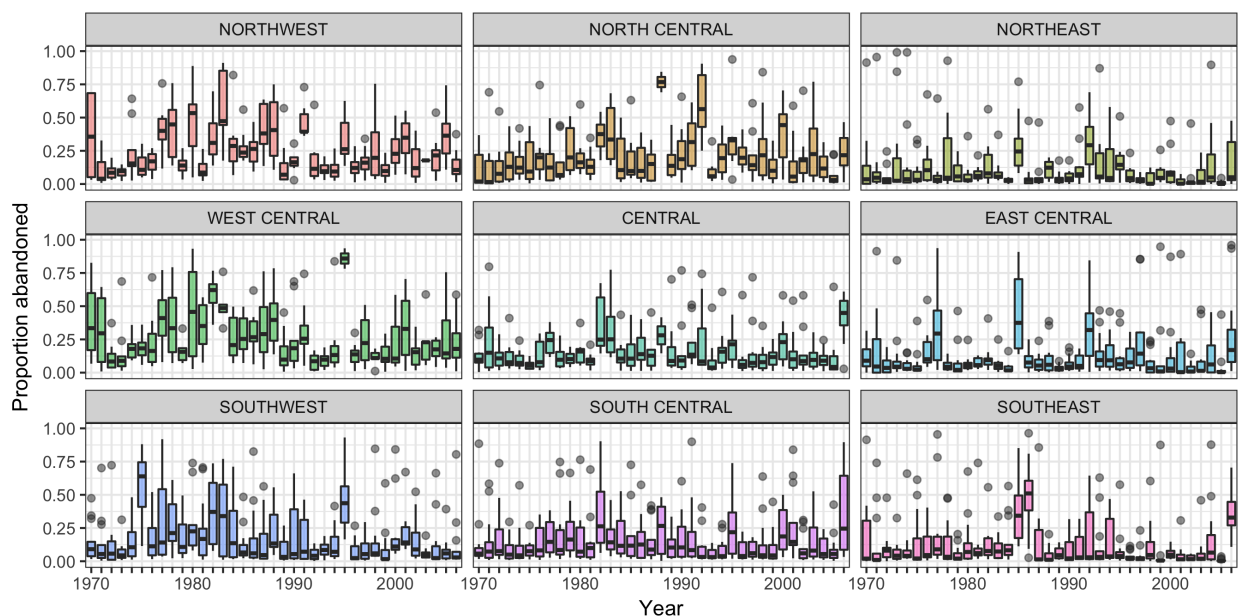 NORTHWEST NORTH CENTRAL NORTHEAST
1.00
0.75
0.50
0.25
0.00
WEST CENTRAL CENTRAL EAST CENTRAL
1.00
0.75
0.50
0.25
0.00
SOUTHWEST SOUTH CENTRAL SOUTHEAST
1.00
0.75
0.50
0.25
0.00
Proportion abandoned
1970 1980 1990 2000 1970 1980 1990 2000 1970 1980 1990 2000
Year